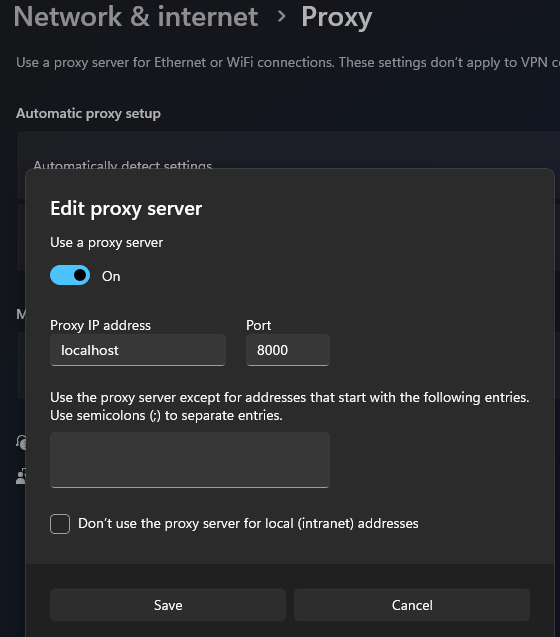 Network & internet > Proxy
Use a proxy server for Ethernet or WiFi connections. These settings don't apply to VPN
Automatic proxy setup
Automatically detect settings
Edit proxy server
Use a proxy server
On
Proxy IP address Port
localhost 8000
Use the proxy server except for addresses that start with the following entries.
Use semicolons (;) to separate entries.
Don't use the proxy server for local (intranet) addresses
Save Cancel